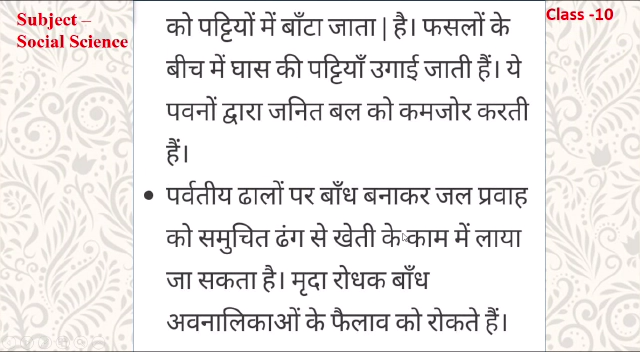 Subject –
Social Science
Class -10
को पट्टियों में बाँटा जाता | है। फसलों के
बीच में घास की पट्टियाँ उगाई जाती हैं। ये
पवनों द्वारा जनित बल को कमजोर करती
हैं।
• पर्वतीय ढालों पर बाँध बनाकर जल प्रवाह
को समुचित ढंग से खेती के काम में लाया
जा सकता है। मृदा रोधक बाँध
अवनालिकाओं के फैलाव को रोकते हैं।